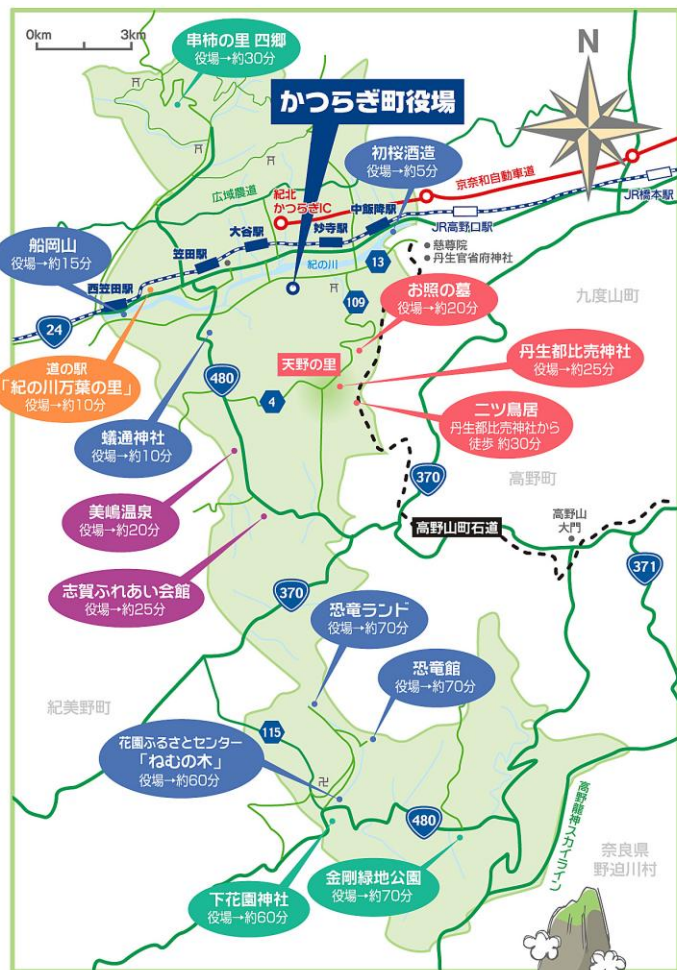 0km 3km
串柿の里 四郷
役場→約30分
N
かつらぎ町役場
初桜酒造
役場→約5分
広域農道
紀北
かつらぎIC
京奈和自動車道
JR橋本駅
中飯降駅
妙寺駅
大谷駅
笠田駅
西笠田駅
JR高野口駅
船岡山
役場→約15分
紀の川
13
慈尊院
丹生官省府神社
109
お照の墓
役場→約20分
九度山町
24
道の駅
「紀の川万葉の里」
役場→約10分
480
4
天野の里
丹生都比売神社
役場→約25分
二ツ鳥居
丹生都比売神社から
徒歩 約30分
蟻通神社
役場→約10分
370
高野町
美嶋温泉
役場→約20分
高野山町石道
高野山
大門
371
志賀ふれあい会館
役場→約25分
370
恐竜ランド
役場→約70分
恐竜館
役場→約70分
紀美野町
115
花園ふるさとセンター
「ねむの木」
役場→約60分
卍
480
高野龍神スカイライン
奈良県
野迫川村
下花園神社
役場→約60分
金剛緑地公園
役場→約70分